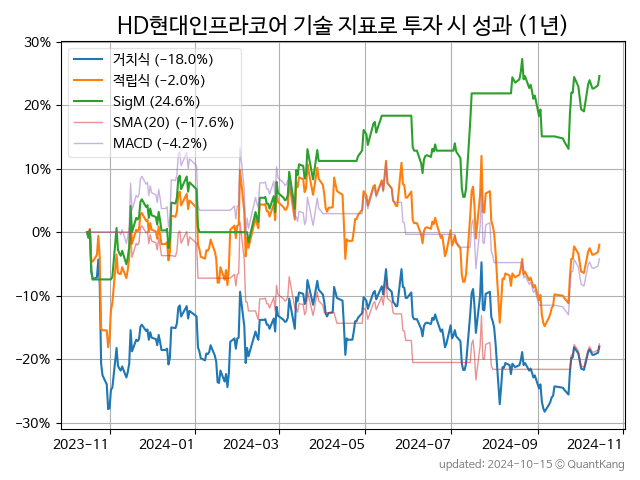 HD현대인프라코어 기술 지표로 투자 시 성과 (1년)
30%
20%
10%
0%
−10%
−20%
−30%
거치식 (−18.0%)
적립식 (−2.0%)
SigM (24.6%)
SMA(20) (−17.6%)
MACD (−4.2%)
2023-11 2024-01 2024-03 2024-05 2024-07 2024-09 2024-11
updated: 2024-10-15 © QuantKang